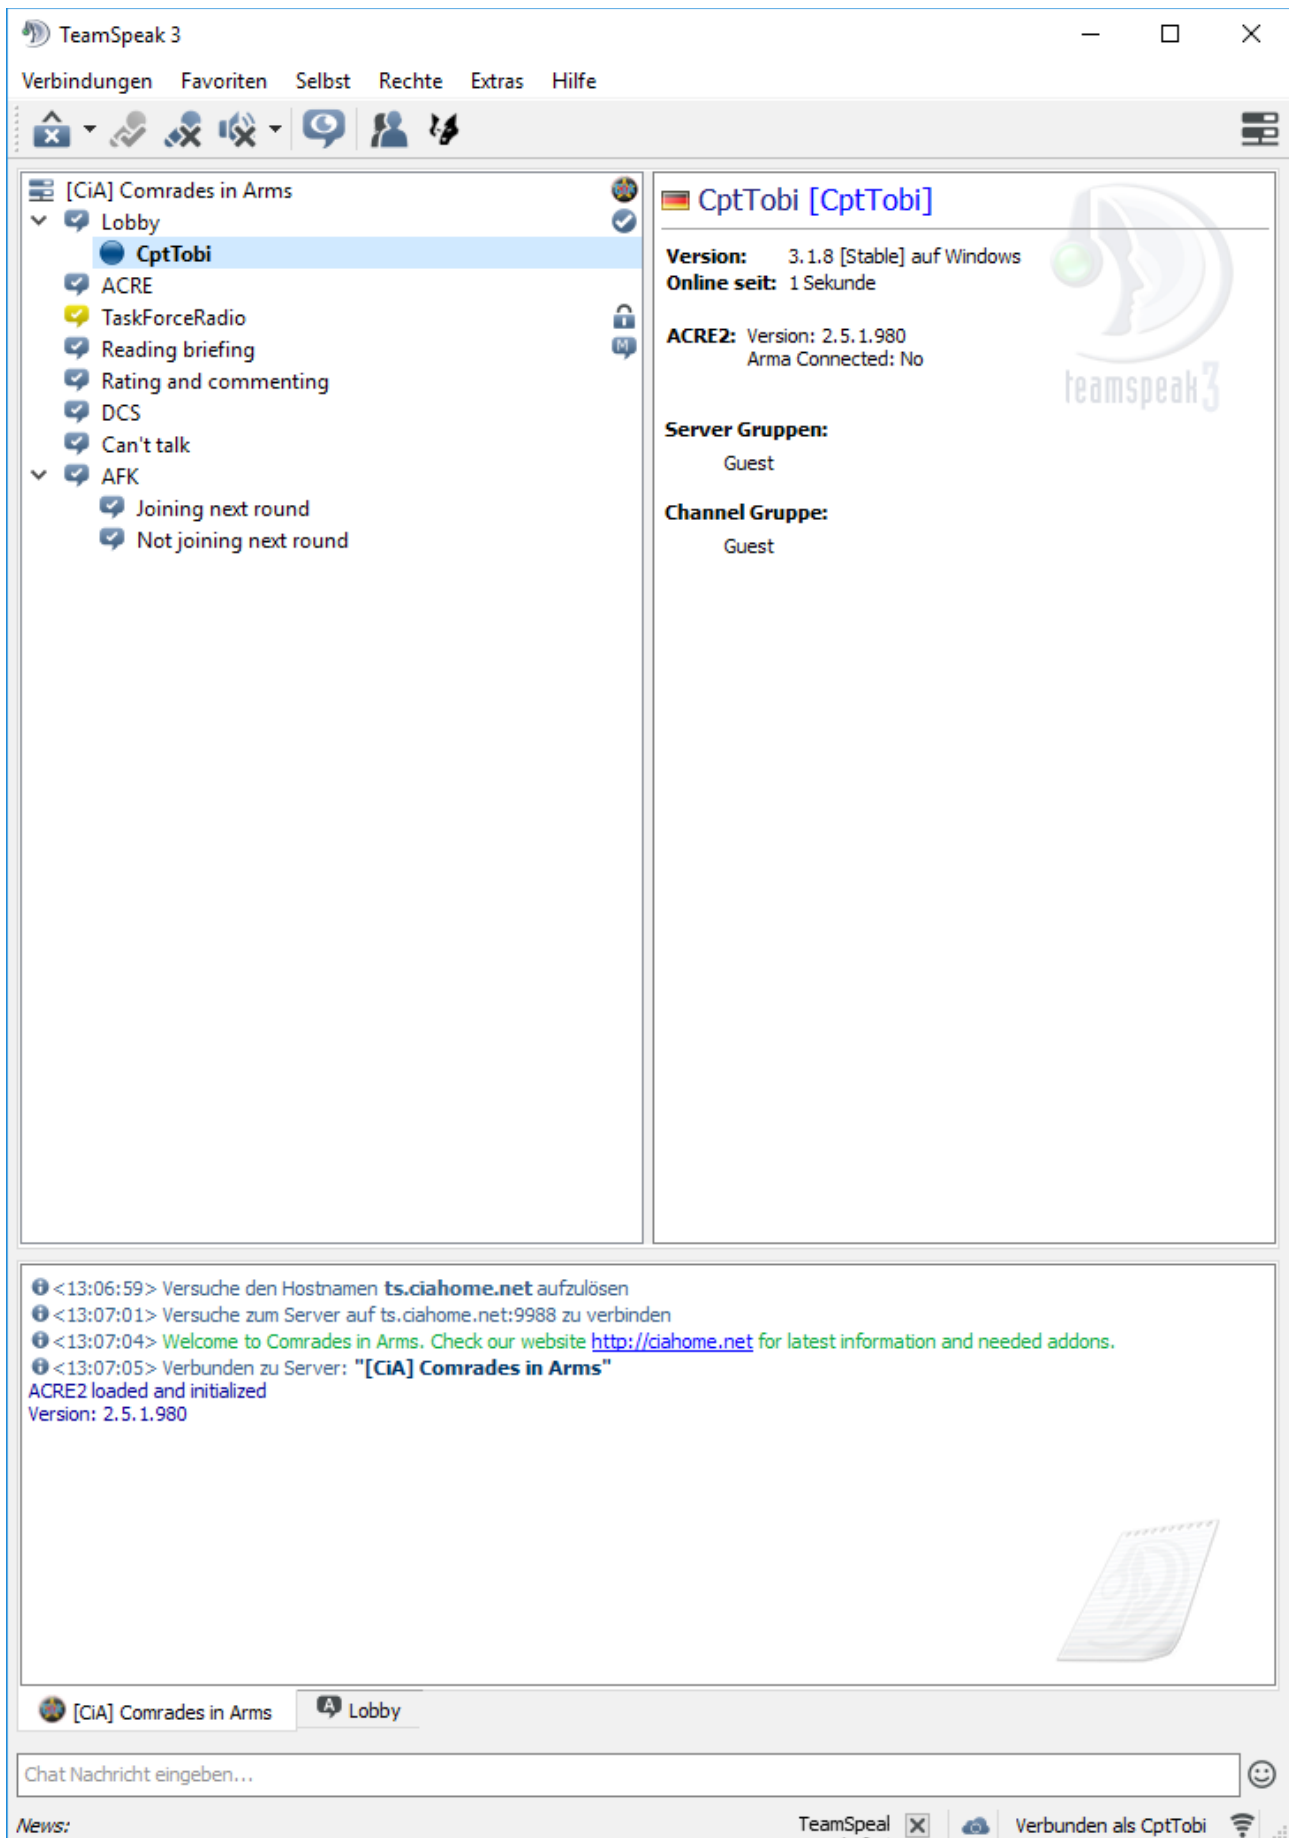 TeamSpeak 3
Verbindungen Favoriten Selbst Rechte Extras Hilfe
[CiA] Comrades in Arms
Lobby
CptTobi
ACRE
TaskForceRadio
Reading briefing
M
Rating and commenting
DCS
Can't talk
AFK
Joining next round
Not joining next round
CptTobi [CptTobi]
Version: 3.1.8 [Stable] auf Windows
Online seit: 1 Sekunde
ACRE2: Version: 2.5.1.980
Arma Connected: No
teamspeak 3
Server Gruppen:
Guest
Channel Gruppe:
Guest
<13:06:59> Versuche den Hostnamen ts.ciahome.net aufzulösen
<13:07:01> Versuche zum Server auf ts.ciahome.net:9988 zu verbinden
<13:07:04> Welcome to Comrades in Arms. Check our website http://ciahome.net for latest information and needed addons.
<13:07:05> Verbunden zu Server: "[CiA] Comrades in Arms"
ACRE2 loaded and initialized
Version: 2.5.1.980
[CiA] Comrades in Arms
A Lobby
Chat Nachricht eingeben...
News: TeamSpeal Verbunden als CptTobi